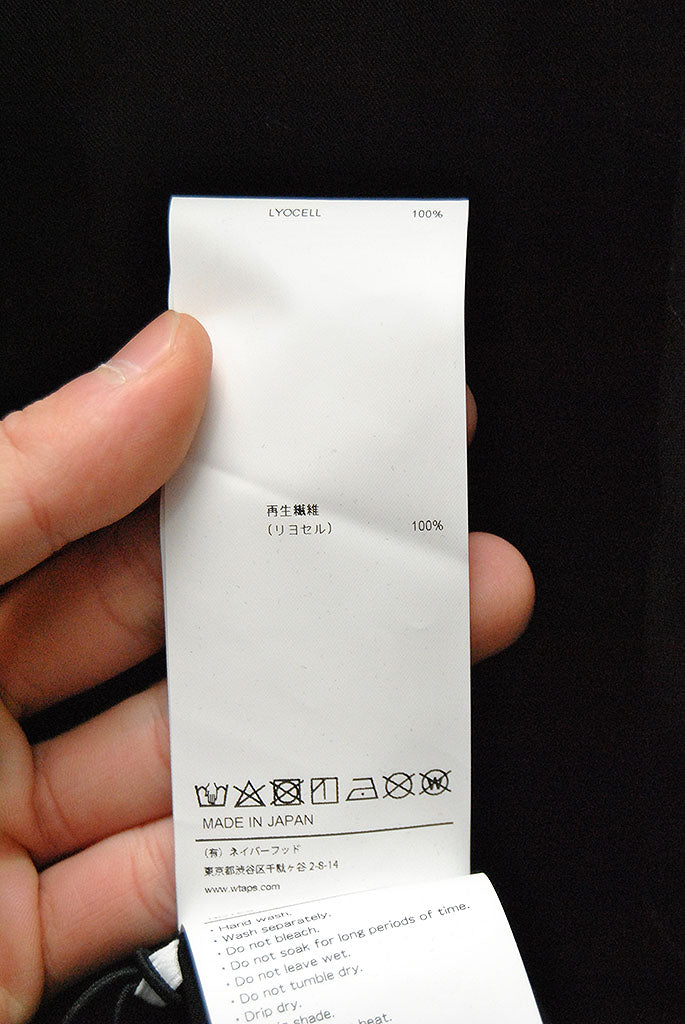 LYOCELL 100%
再生繊維
(リヨセル) 100%
MADE IN JAPAN
(有) ネイバーフッド
東京都渋谷区千駄ヶ谷 2-8-14
www.wtaps.com
・Hand wash.
・Wash separately.
・Do not bleach.
・Do not soak for long periods of time.
・Do not leave wet.
・Do not tumble dry.
・Drip dry.
shade.
heat.